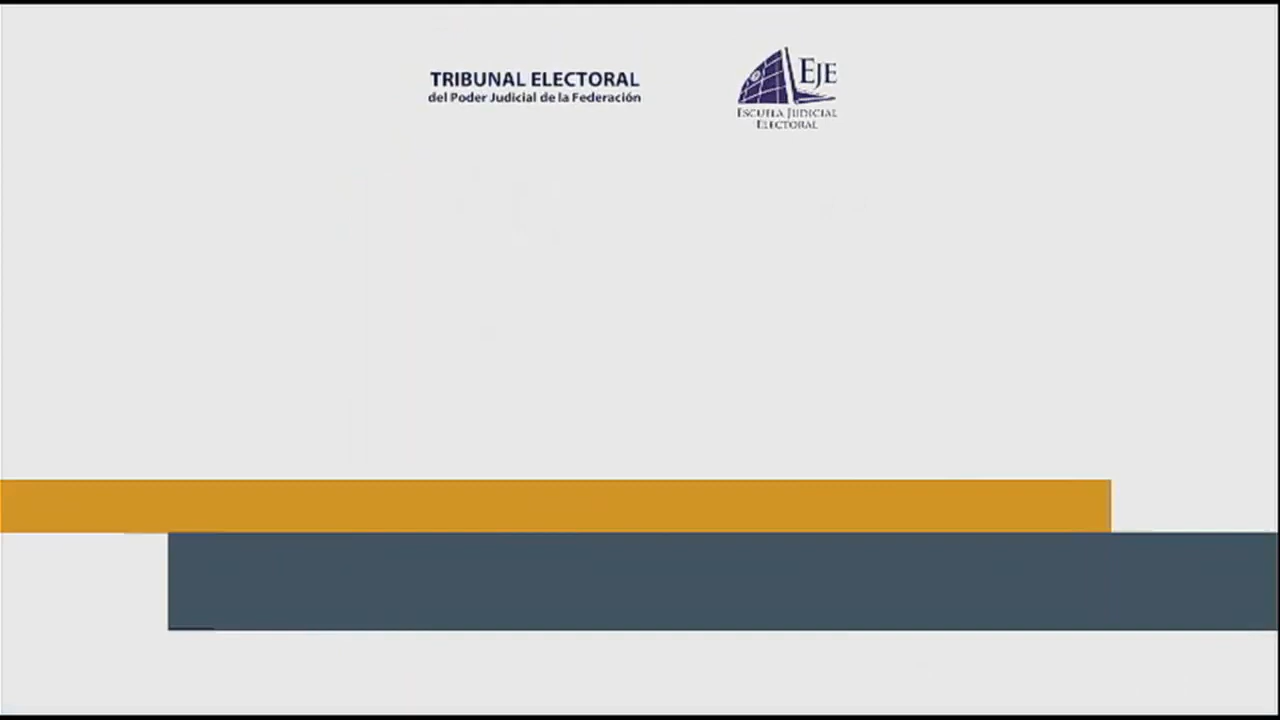 TRIBUNAL ELECTORAL
del Poder Judicial de la Federación
EJE
ESCUELA JUDICIAL
ELECTORAL